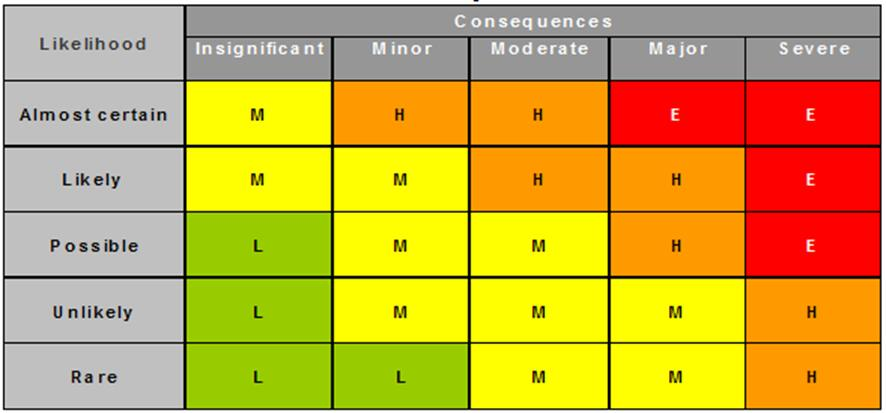 Consequences
Likelihood
Insignificant Minor Moderate Major Severe
Almost certain M H H E E
Likely M M H H E
Possible L M M H E
Unlikely L M M M H
Rare L L M M H